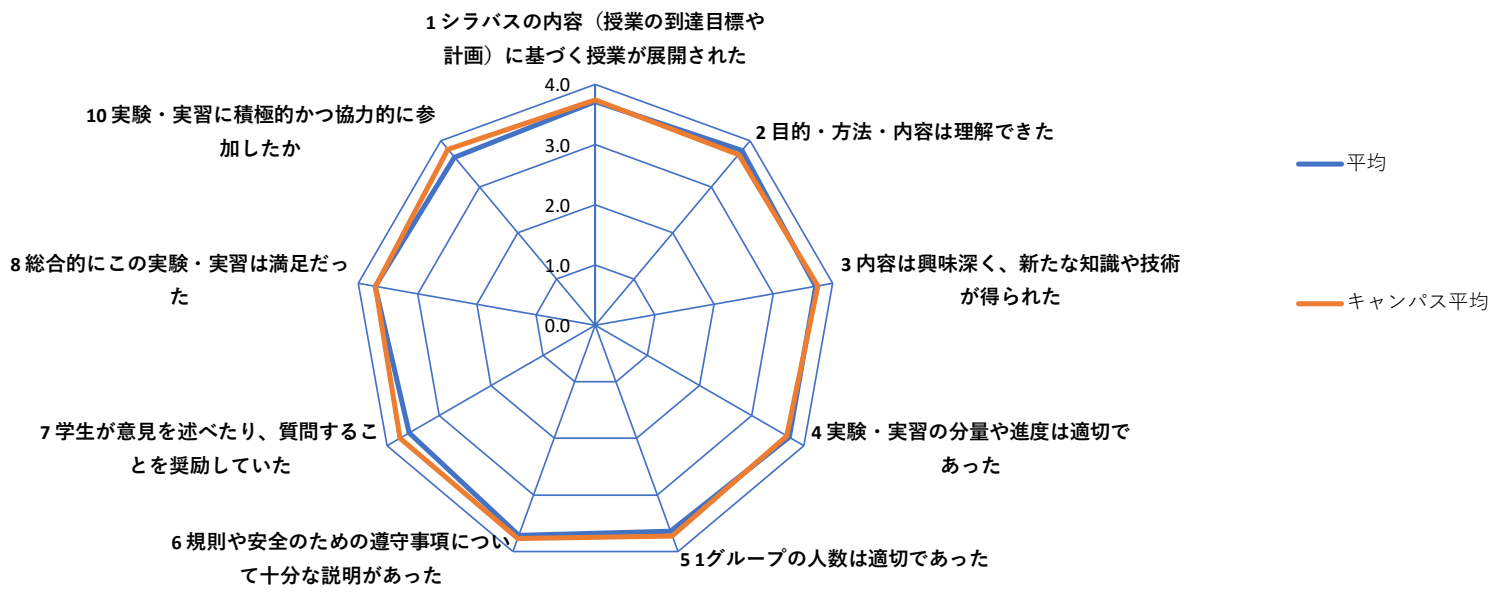 1 シラバスの内容（授業の到達目標や
計画）に基づく授業が展開された
4.0
3.0
2.0
1.0
0.0
2 目的・方法・内容は理解できた
3 内容は興味深く、新たな知識や技術
が得られた
4 実験・実習の分量や進度は適切で
あった
5 1グループの人数は適切であった
6 規則や安全のための遵守事項につい
て十分な説明があった
7 学生が意見を述べたり、質問するこ
とを奨励していた
8 総合的にこの実験・実習は満足だっ
た
10 実験・実習に積極的かつ協力的に参
加したか
平均
キャンパス平均